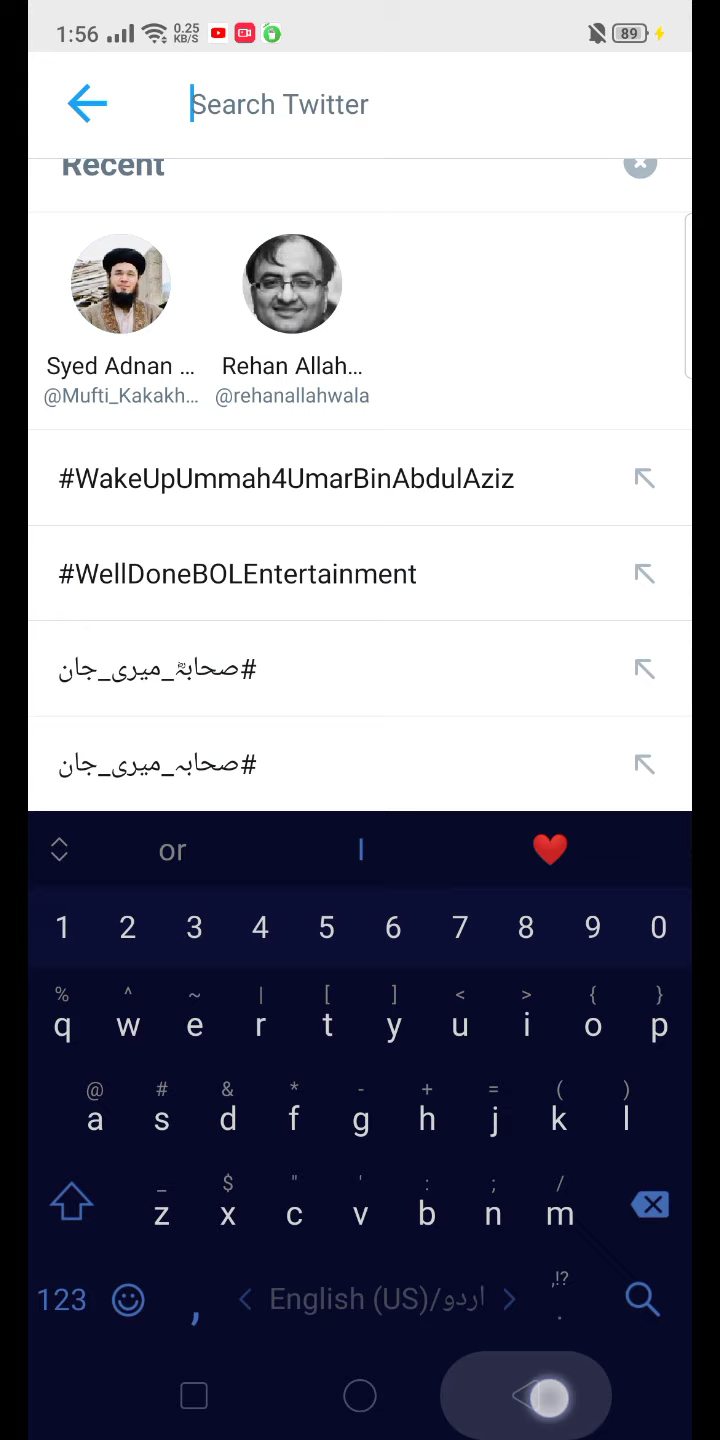 1:56 0.25 KB/S 89
Search Twitter
Recent
Syed Adnan ... Rehan Allah...
@Mufti_Kakakh... @rehanallahwala
#WakeUpUmmah4UmarBinAbdulAziz
#WellDoneBOLEntertainment
#صحابہؓ_میری_جان
#صحابہ_میری_جان
or I ❤️
1 2 3 4 5 6 7 8 9 0
% ^ ~ | [ ] < > { }
q w e r t y u i o p
@ # & * - + = ( )
a s d f g h j k l
_ $ " ' : ; /
z x c v b n m
,!?
123 , < English (US)/اردو > .